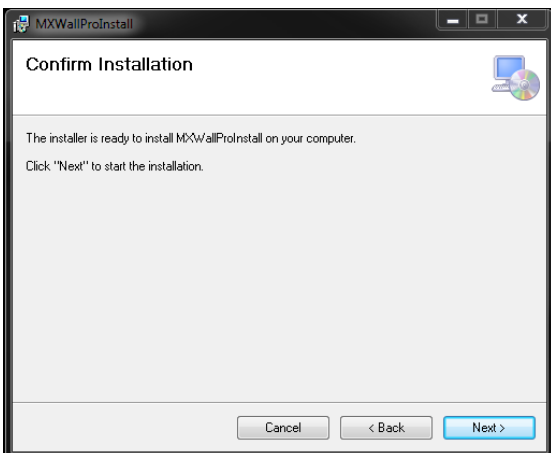 MXWallProInstall
Confirm Installation
The installer is ready to install MXWallProInstall on your computer.
Click "Next" to start the installation.
Cancel
< Back
Next >